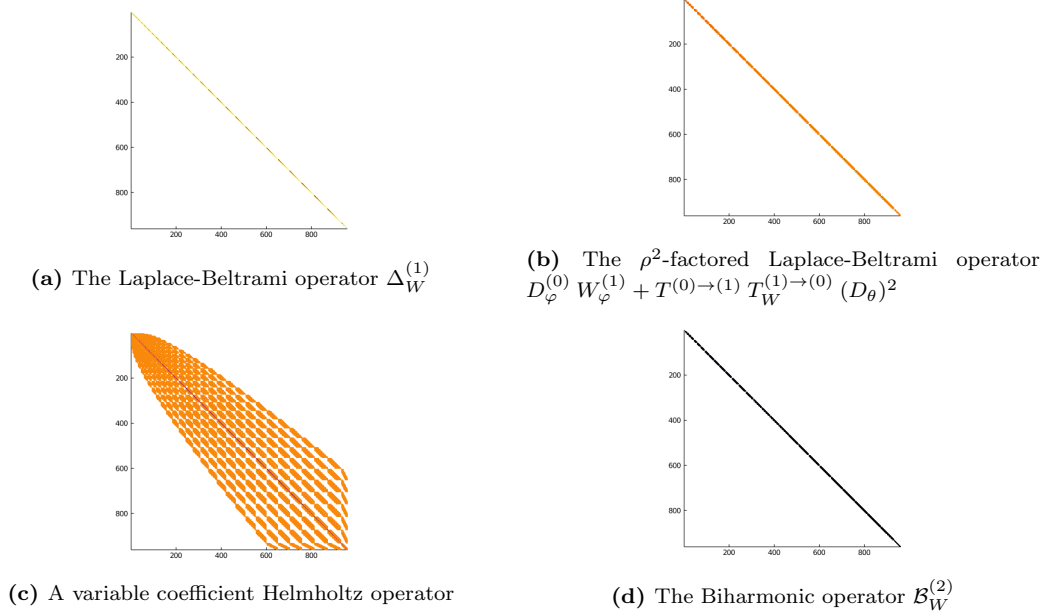 200
400
600
800
200 400 600 800
(a) The Laplace-Beltrami operator Δ_W^{(1)}
200
400
600
800
200 400 600 800
(b) The ρ²-factored Laplace-Beltrami operator
D_φ^{(0)} W_φ^{(1)} + T^{(0)→(1)} T_W^{(1)→(0)} (D_θ)²
200
400
600
800
200 400 600 800
(c) A variable coefficient Helmholtz operator
200
400
600
800
200 400 600 800
(d) The Biharmonic operator 𝓑_W^{(2)}